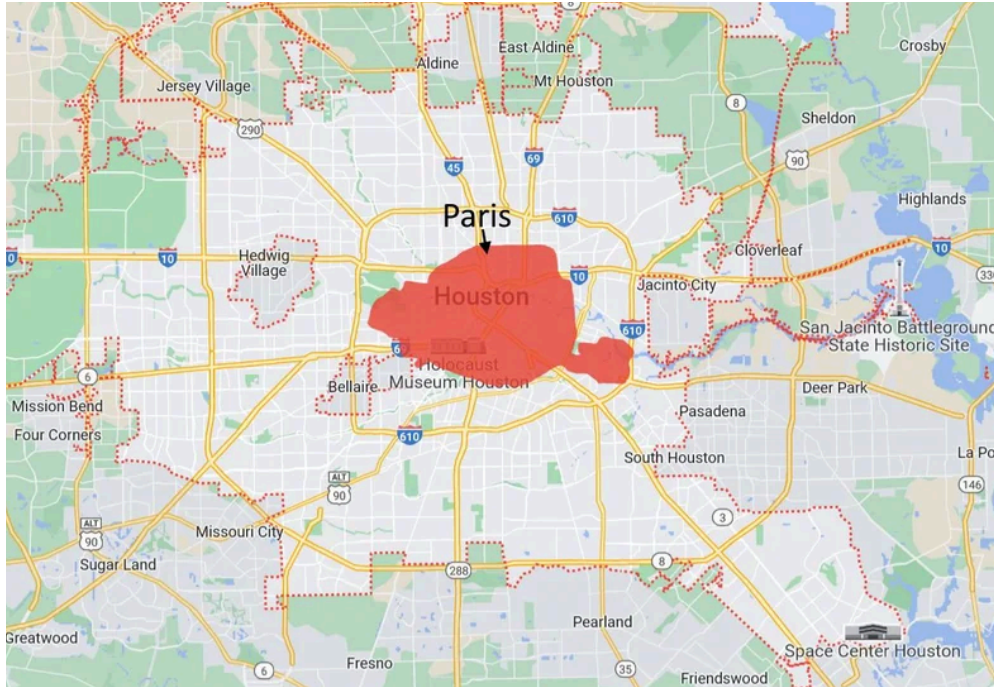 8
Crosby
East Aldine
Aldine
Mt Houston
Jersey Village
8
Sheldon
290
90
45
69
Highlands
Paris
610
Cloverleaf
10
Hedwig
Village
0
10
10
330
Jacinto City
Houston
610
San Jacinto Battleground
State Historic Site
69
Holocaust
Museum Houston
6
Bellaire
Deer Park
Mission Bend
Pasadena
Four Corners
610
South Houston
La Po
ALT
90
146
3
ALT
90
Missouri City
Sugar Land
8
288
Pearland
Greatwood
Space Center Houston
Fresno
6
35
Friendswood